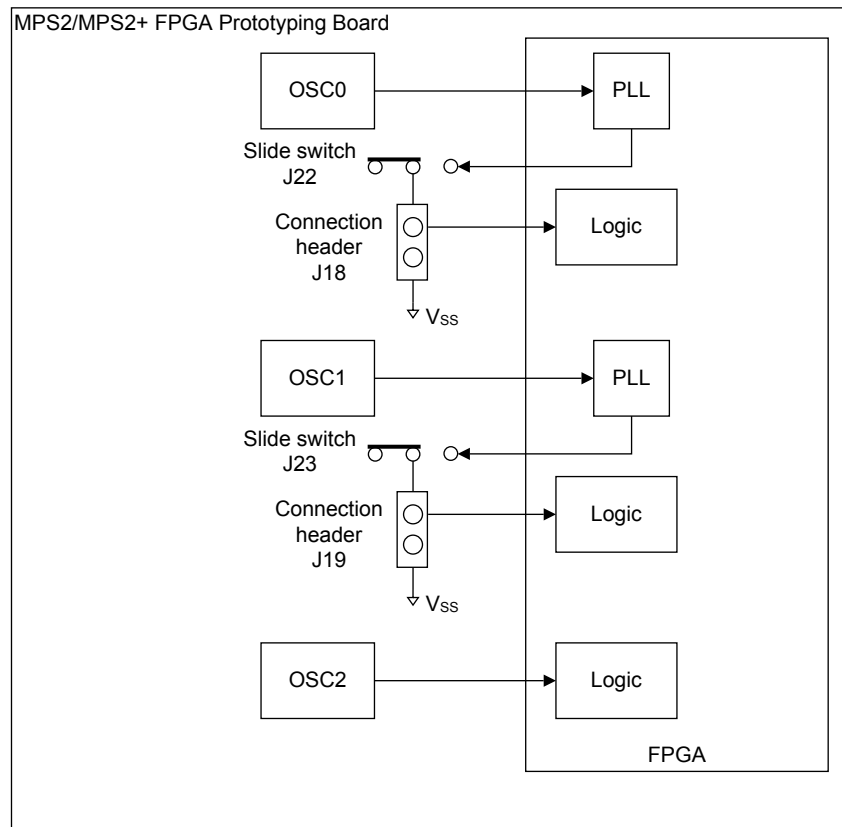 MPS2/MPS2+ FPGA Prototyping Board
OSC0
PLL
Slide switch
J22
Connection
header
J18
Logic
VSS
OSC1
PLL
Slide switch
J23
Connection
header
J19
Logic
VSS
OSC2
Logic
FPGA